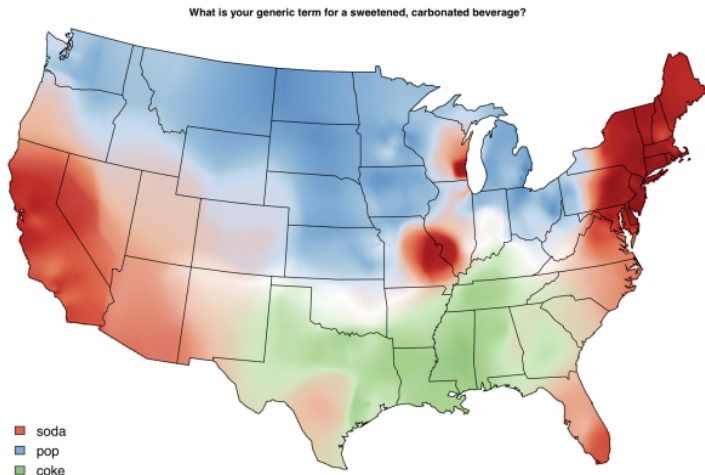 What is your generic term for a sweetened, carbonated beverage?
soda
pop
coke